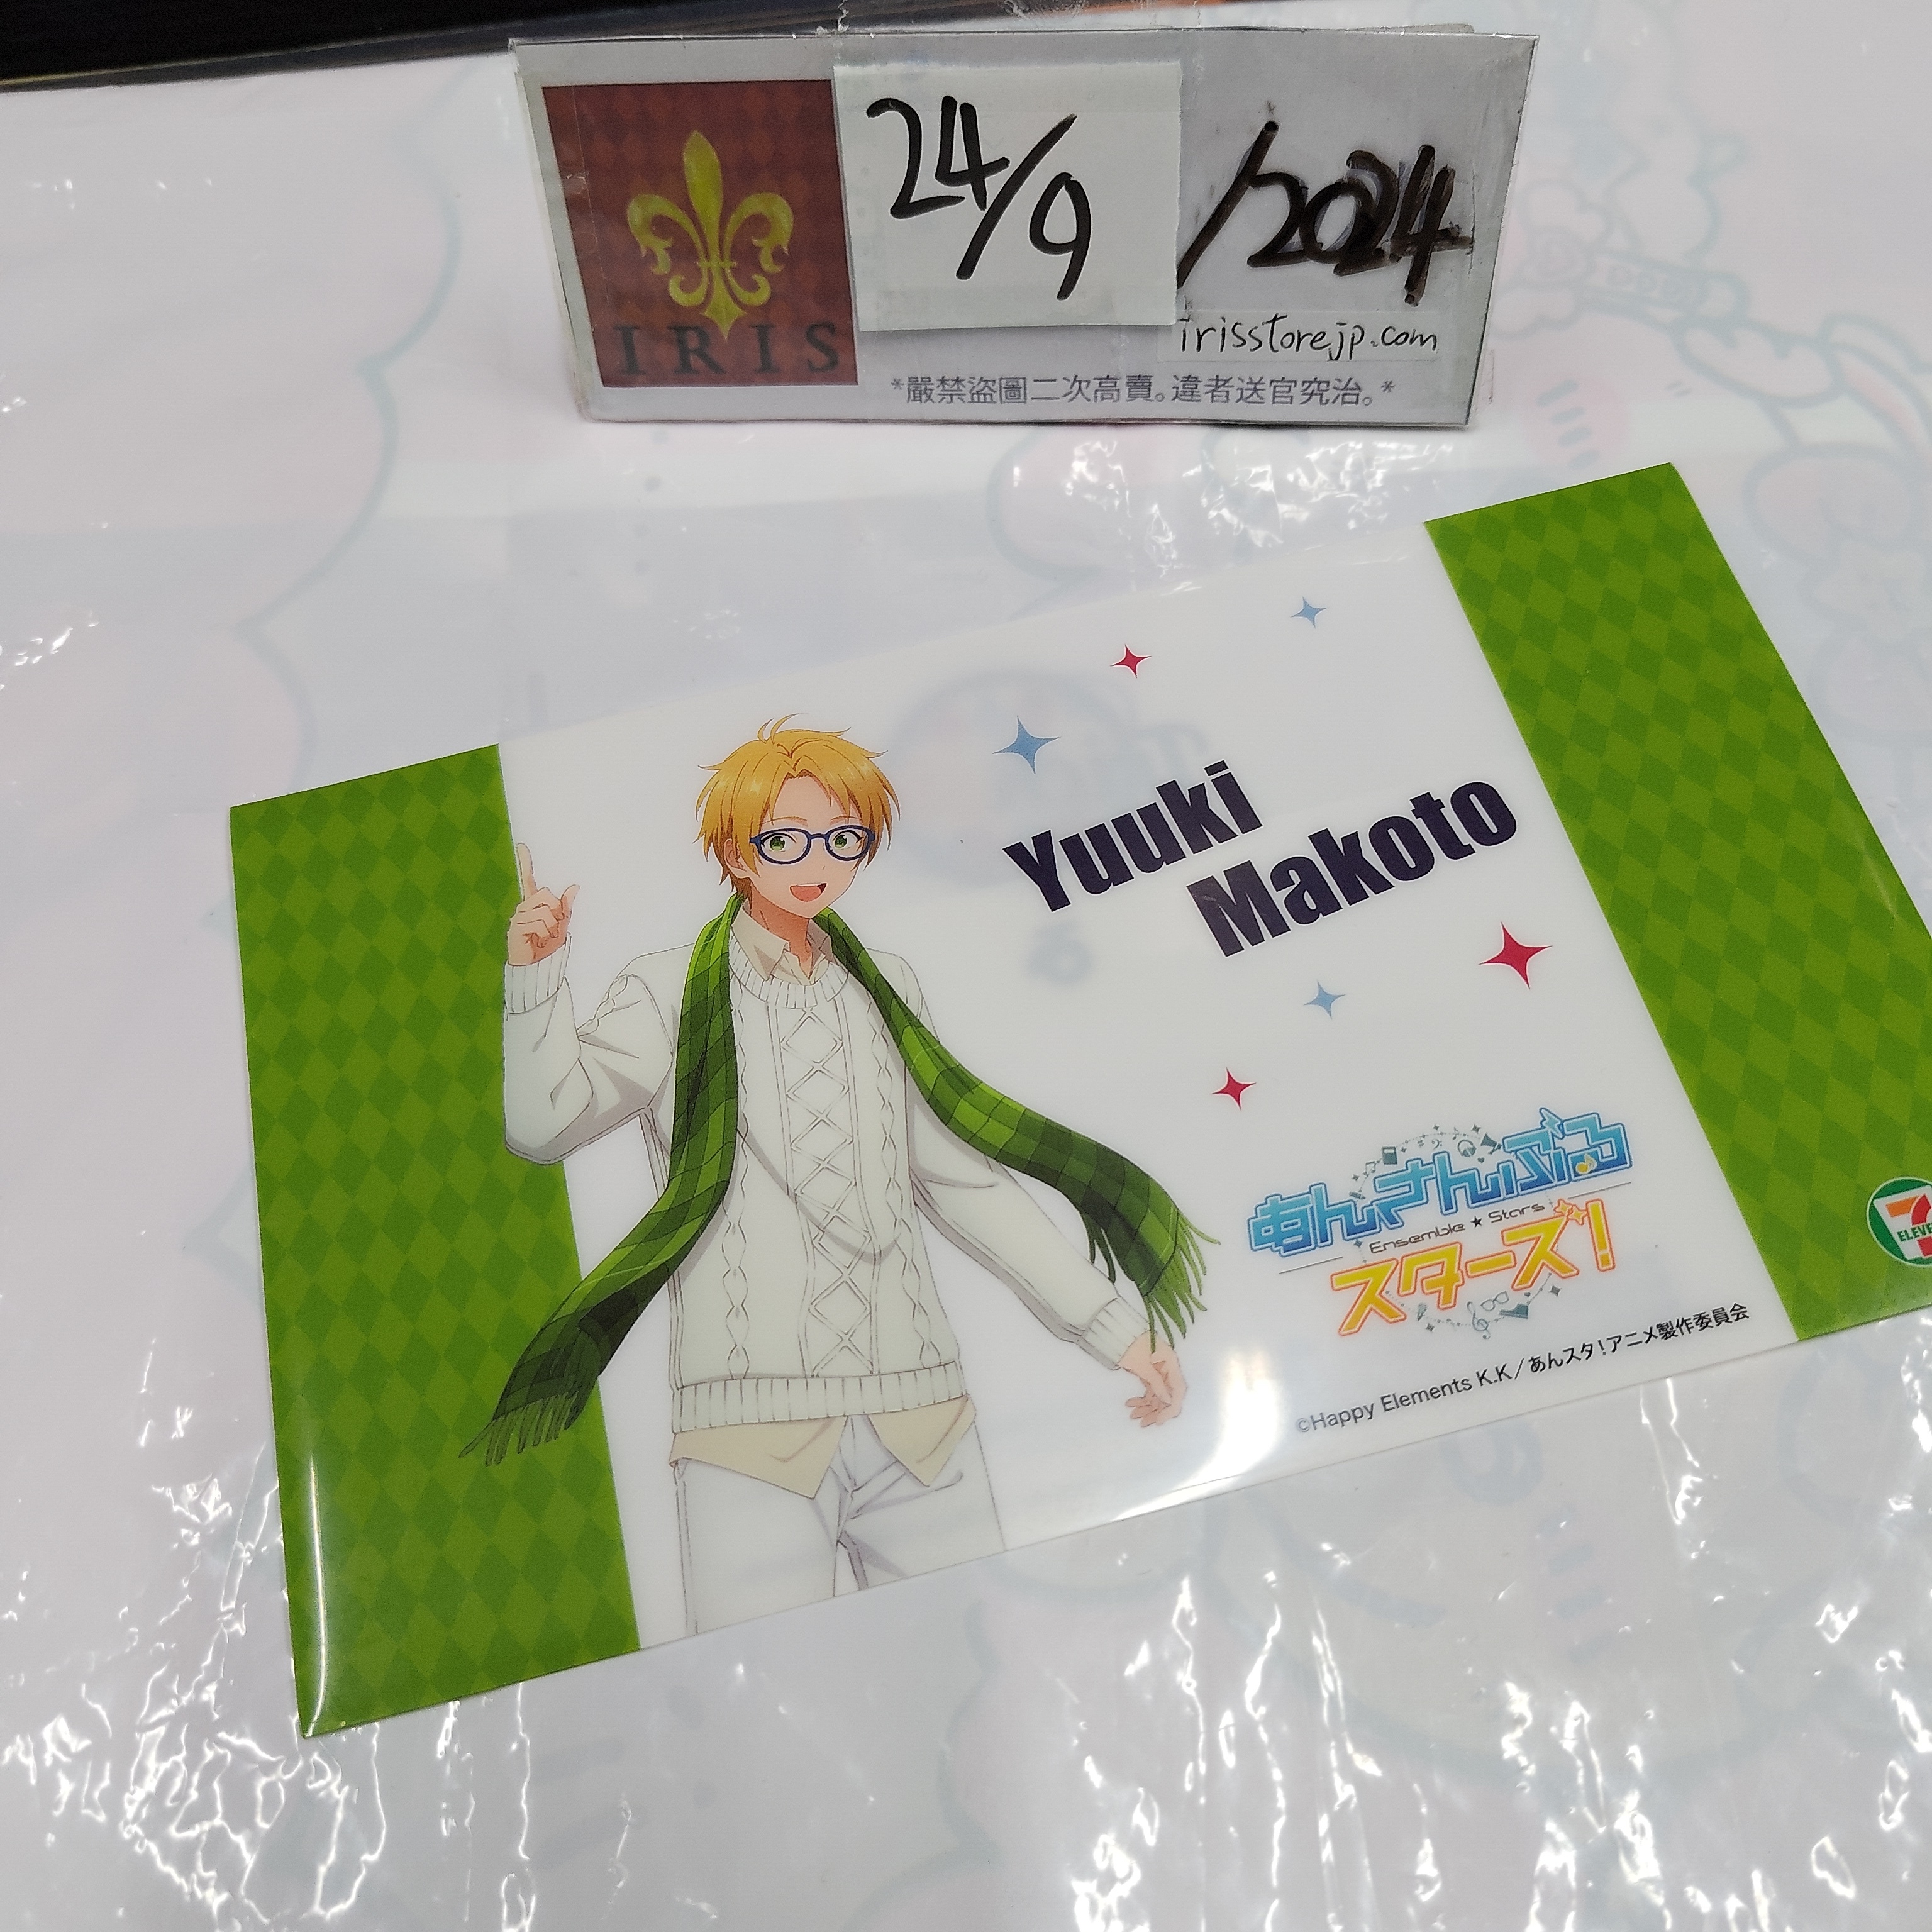 24/9
/2024
IRIS
irisstorejp.com
*嚴禁盜圖二次高賣。違者送官究治。*
Yuuki
Makoto
あんさんぶる
Ensemble ★ Stars
スターズ!
7
ELEVE
©Happy Elements K.K/あんスタ!アニメ製作委員会